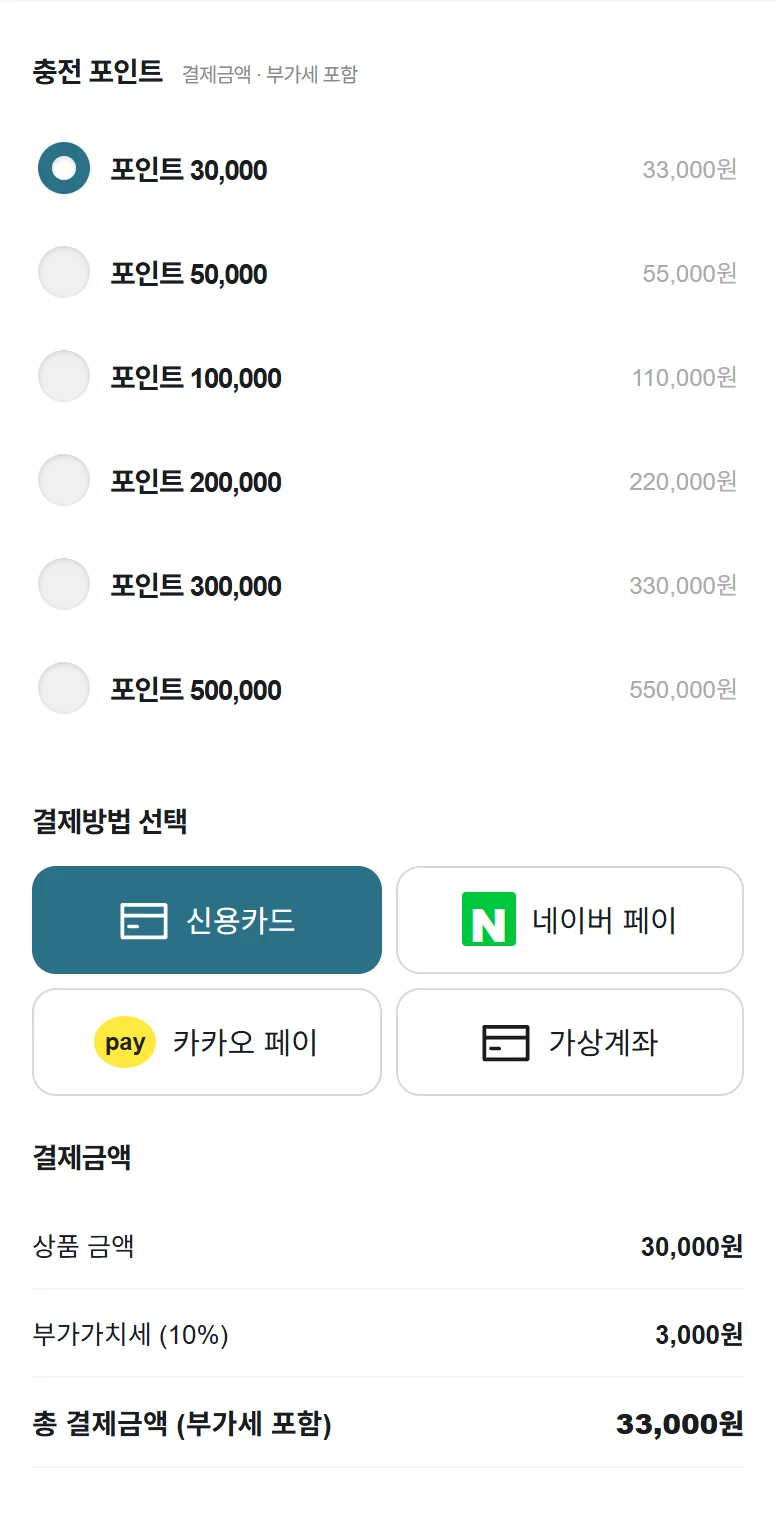 충전 포인트 결제금액 · 부가세 포함
포인트 30,000 33,000원
포인트 50,000 55,000원
포인트 100,000 110,000원
포인트 200,000 220,000원
포인트 300,000 330,000원
포인트 500,000 550,000원
결제방법 선택
신용카드 N 네이버 페이
pay 카카오 페이 가상계좌
결제금액
상품 금액 30,000원
부가가치세 (10%) 3,000원
총 결제금액 (부가세 포함) 33,000원